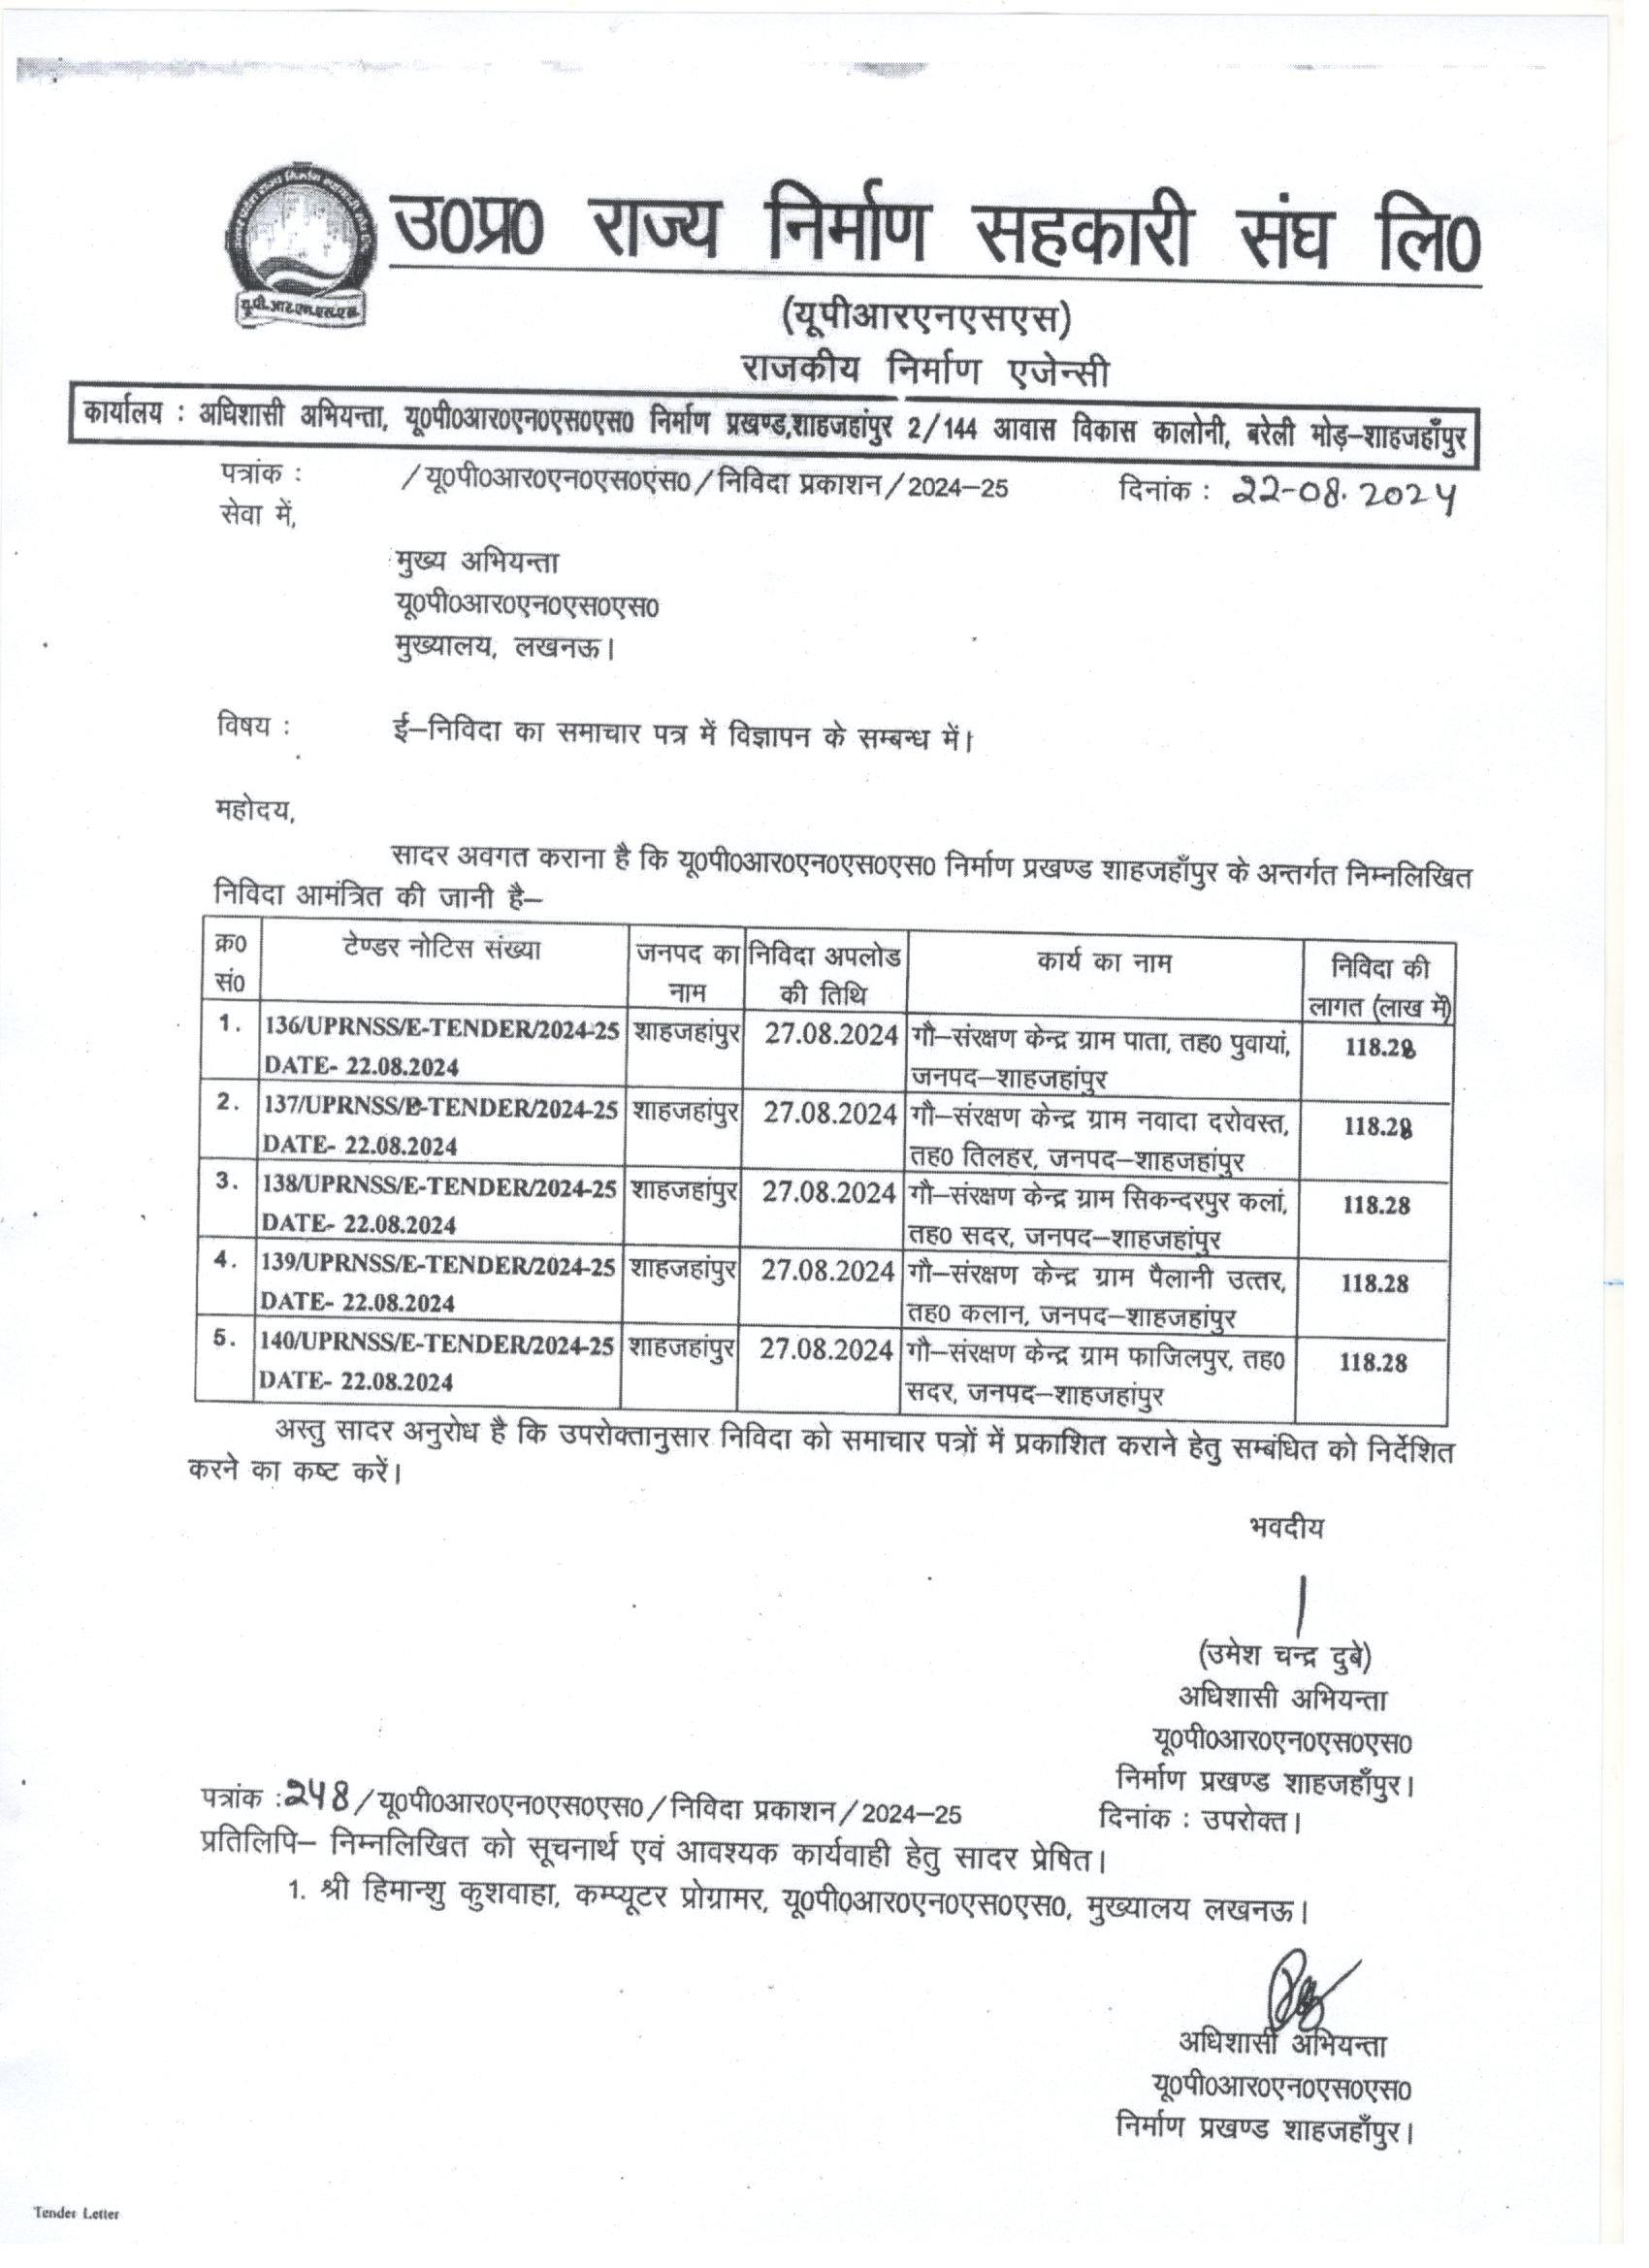 उ0प्र0 राज्य निर्माण सहकारी संघ लि0
यू.पी.आर.एन.एस.एस.
(यूपीआरएनएसएस)
राजकीय निर्माण एजेन्सी
कार्यालय : अधिशासी अभियन्ता, यू0पी0आर0एन0एस0एस0 निर्माण प्रखण्ड,शाहजहांपुर 2/144 आवास विकास कालोनी, बरेली मोड़–शाहजहाँपुर
पत्रांक : /यू0पी0आर0एन0एस0एस0/निविदा प्रकाशन/2024–25 दिनांक : 22-08.2024
सेवा में,
मुख्य अभियन्ता
यू0पी0आर0एन0एस0एस0
मुख्यालय, लखनऊ।
विषय : ई–निविदा का समाचार पत्र में विज्ञापन के सम्बन्ध में।
महोदय,
सादर अवगत कराना है कि यू0पी0आर0एन0एस0एस0 निर्माण प्रखण्ड शाहजहाँपुर के अन्तर्गत निम्नलिखित
निविदा आमंत्रित की जानी है–
क्र0 टेण्डर नोटिस संख्या जनपद का निविदा अपलोड कार्य का नाम निविदा की
सं0 नाम की तिथि लागत (लाख में)
1. 136/UPRNSS/E-TENDER/2024-25 शाहजहांपुर 27.08.2024 गौ–संरक्षण केन्द्र ग्राम पाता, तह0 पुवायां, 118.28
DATE- 22.08.2024 जनपद–शाहजहांपुर
2. 137/UPRNSS/E-TENDER/2024-25 शाहजहांपुर 27.08.2024 गौ–संरक्षण केन्द्र ग्राम नवादा दरोवस्त, 118.28
DATE- 22.08.2024 तह0 तिलहर, जनपद–शाहजहांपुर
3. 138/UPRNSS/E-TENDER/2024-25 शाहजहांपुर 27.08.2024 गौ–संरक्षण केन्द्र ग्राम सिकन्दरपुर कलां, 118.28
DATE- 22.08.2024 तह0 सदर, जनपद–शाहजहांपुर
4. 139/UPRNSS/E-TENDER/2024-25 शाहजहांपुर 27.08.2024 गौ–संरक्षण केन्द्र ग्राम पैलानी उत्तर, 118.28
DATE- 22.08.2024 तह0 कलान, जनपद–शाहजहांपुर
5. 140/UPRNSS/E-TENDER/2024-25 शाहजहांपुर 27.08.2024 गौ–संरक्षण केन्द्र ग्राम फाजिलपुर, तह0 118.28
DATE- 22.08.2024 सदर, जनपद–शाहजहांपुर
अस्तु सादर अनुरोध है कि उपरोक्तानुसार निविदा को समाचार पत्रों में प्रकाशित कराने हेतु सम्बंधित को निर्देशित
करने का कष्ट करें।
भवदीय
(उमेश चन्द्र दुबे)
अधिशासी अभियन्ता
यू0पी0आर0एन0एस0एस0
निर्माण प्रखण्ड शाहजहाँपुर।
पत्रांक :248/यू0पी0आर0एन0एस0एस0/निविदा प्रकाशन/2024–25 दिनांक : उपरोक्त।
प्रतिलिपि– निम्नलिखित को सूचनार्थ एवं आवश्यक कार्यवाही हेतु सादर प्रेषित।
1. श्री हिमान्शु कुशवाहा, कम्प्यूटर प्रोग्रामर, यू0पी0आर0एन0एस0एस0, मुख्यालय लखनऊ।
अधिशासी अभियन्ता
यू0पी0आर0एन0एस0एस0
निर्माण प्रखण्ड शाहजहाँपुर।
Tender Letter